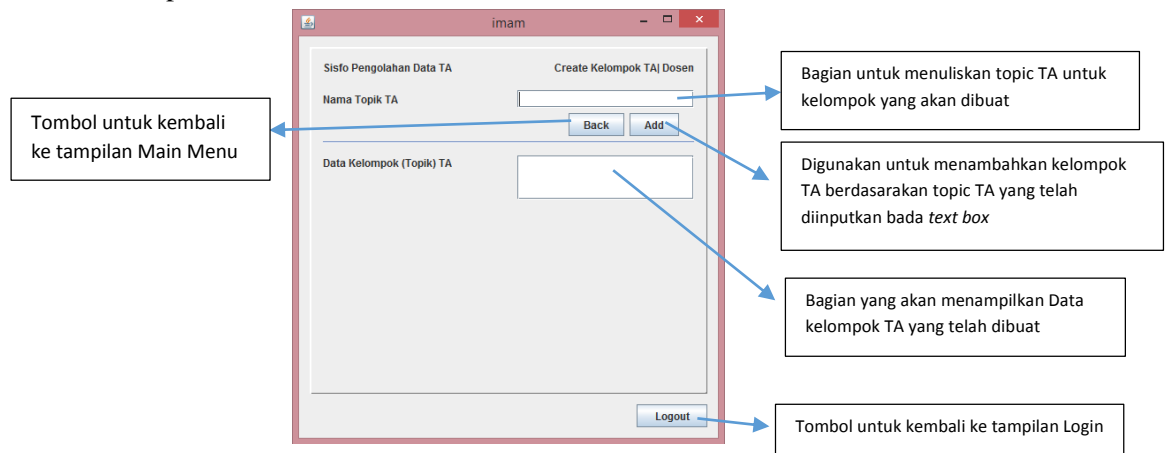 imam
Sisfo Pengolahan Data TA
Create Kelompok TA| Dosen
Nama Topik TA
Back
Add
Data Kelompok (Topik) TA
Logout
Tombol untuk kembali
ke tampilan Main Menu
Bagian untuk menuliskan topic TA untuk
kelompok yang akan dibuat
Digunakan untuk menambahkan kelompok
TA berdasarakan topic TA yang telah
diinputkan bada text box
Bagian yang akan menampilkan Data
kelompok TA yang telah dibuat
Tombol untuk kembali ke tampilan Login